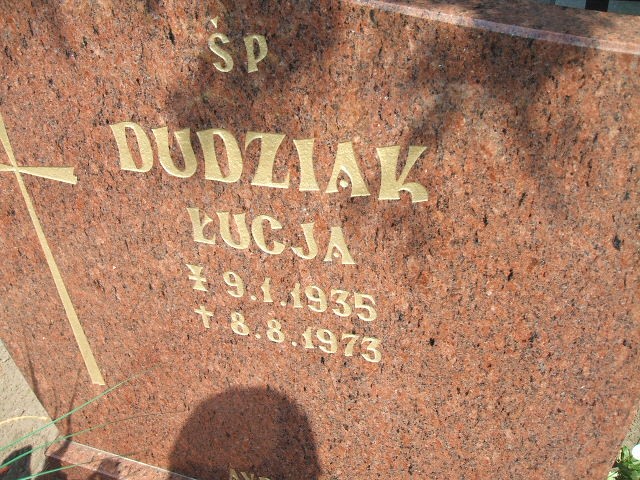 ŚP
DUDZIAK
ŁUCJA
9.1.1935
8.8.1973